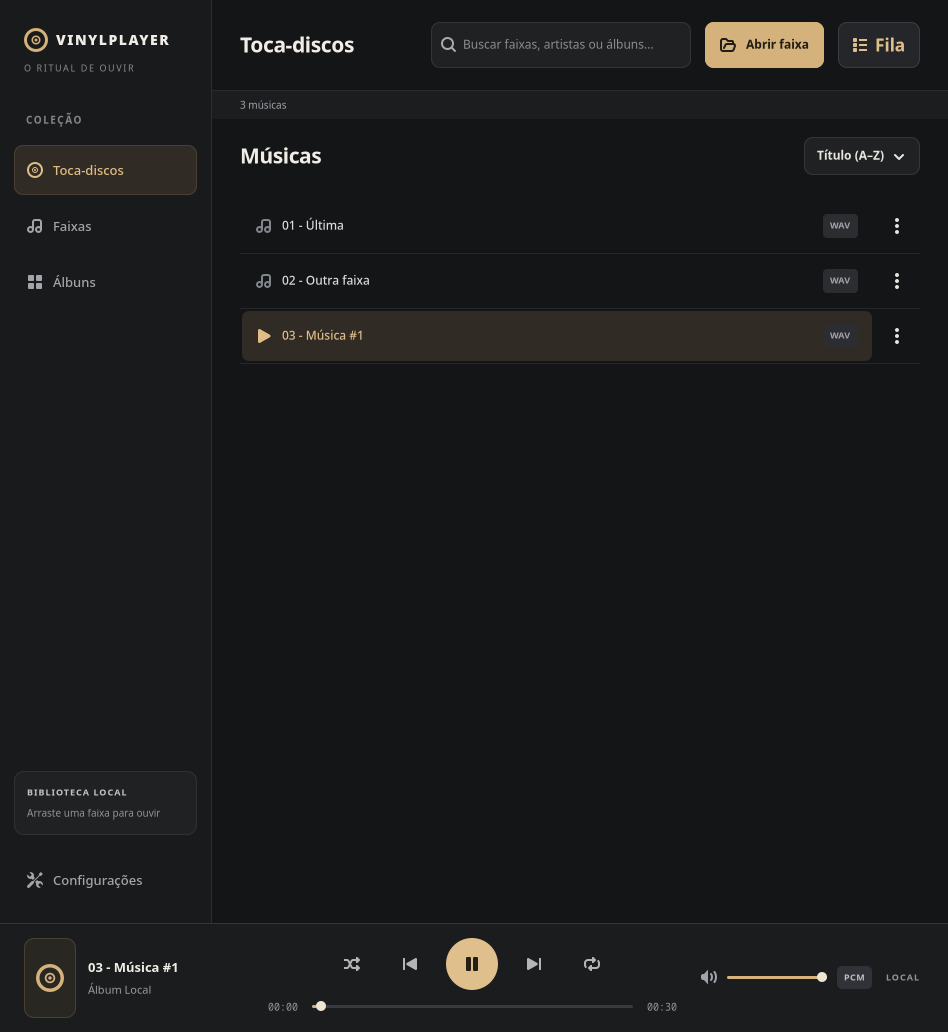 VINYLPLAYER
O RITUAL DE OUVIR
COLEÇÃO
Toca-discos
Faixas
Álbuns
BIBLIOTECA LOCAL
Arraste uma faixa para ouvir
Configurações
Toca-discos
Buscar faixas, artistas ou álbuns...
Abrir faixa
Fila
3 músicas
Músicas
Título (A–Z)
01 - Última WAV
02 - Outra faixa WAV
03 - Música #1 WAV
03 - Música #1
Álbum Local
00:00
00:30
PCM
LOCAL